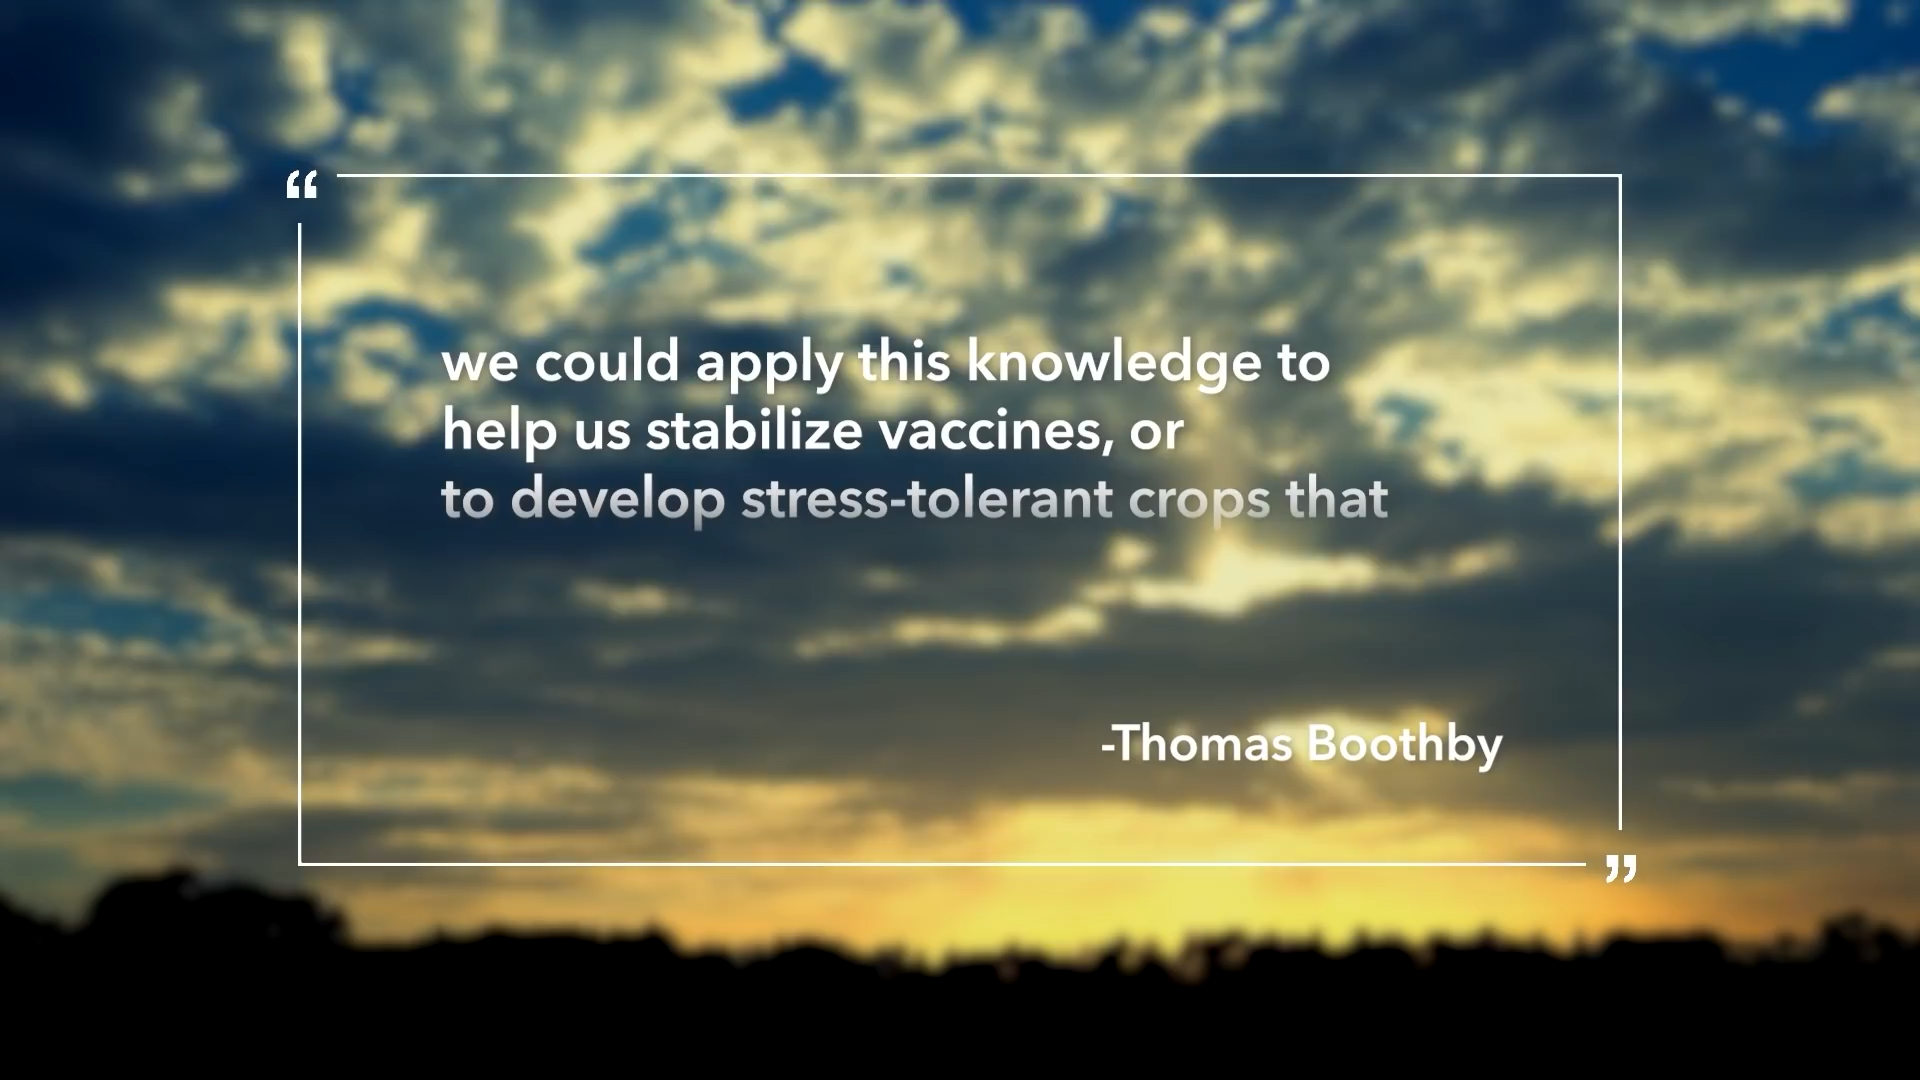 “
we could apply this knowledge to
help us stabilize vaccines, or
to develop stress-tolerant crops that
-Thomas Boothby
”